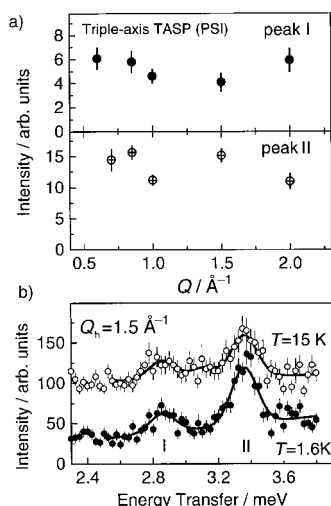 a)
Triple-axis TASP (PSI)
peak I
8
6
4
2
0
Intensity / arb. units
peak II
15
10
5
0
0.5
1.0
1.5
2.0
Q / Å⁻¹
b)
Qₕ=1.5 Å⁻¹
T=15 K
150
100
50
0
Intensity / arb. units
I
II
T=1.6K
2.4
2.8
3.2
3.6
Energy Transfer / meV